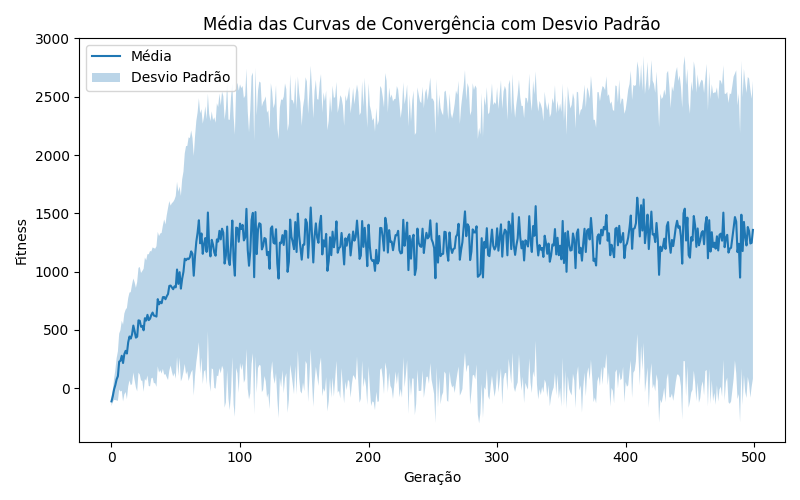 Média das Curvas de Convergência com Desvio Padrão
Média
Desvio Padrão
3000
2500
2000
1500
1000
500
0
Fitness
0 100 200 300 400 500
Geração